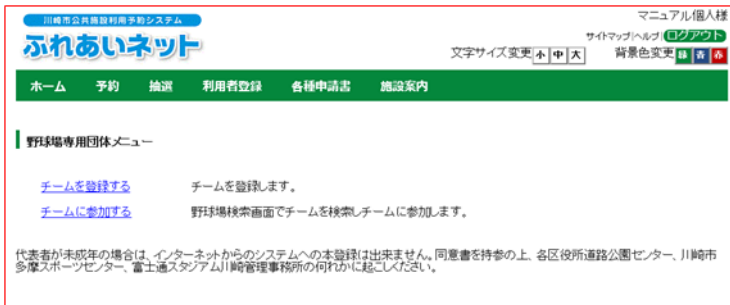 川崎市公共施設利用予約システム
ふれあいネット
マニュアル個人様
サイトマップ|ヘルプ|ログアウト
文字サイズ変更 小 中 大 背景色変更 緑 青 赤
ホーム 予約 抽選 利用者登録 各種申請書 施設案内
野球場専用団体メニュー
チームを登録する チームを登録します。
チームに参加する 野球場検索画面でチームを検索しチームに参加します。
代表者が未成年の場合は、インターネットからのシステムへの本登録は出来ません。同意書を持参の上、各区役所道路公園センター、川崎市
多摩スポーツセンター、富士通スタジアム川崎管理事務所の何れかに起こしください。